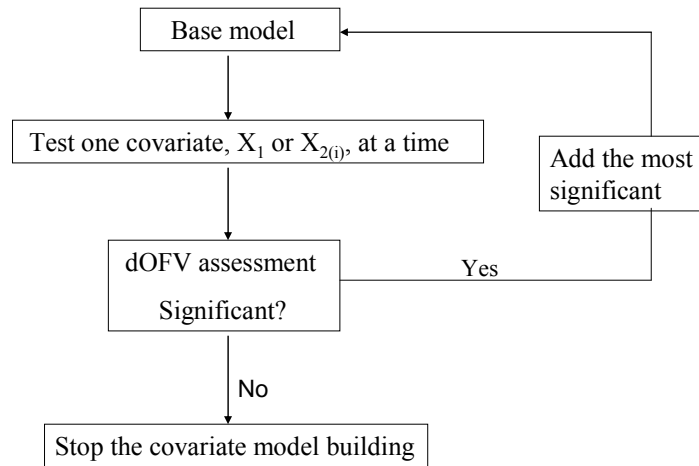 Base model
Test one covariate, X₁ or X₂₍ᵢ₎, at a time
Add the most
significant
dOFV assessment
Significant?
Yes
No
Stop the covariate model building